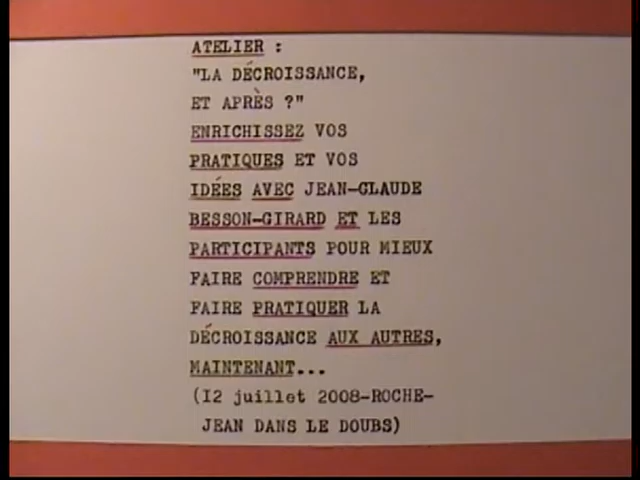 ATELIER :
"LA DÉCROISSANCE,
ET APRÈS ?"
ENRICHISSEZ VOS
PRATIQUES ET VOS
IDÉES AVEC JEAN-CLAUDE
BESSON-GIRARD ET LES
PARTICIPANTS POUR MIEUX
FAIRE COMPRENDRE ET
FAIRE PRATIQUER LA
DÉCROISSANCE AUX AUTRES,
MAINTENANT...
(I2 juillet 2008-ROCHE-
JEAN DANS LE DOUBS)